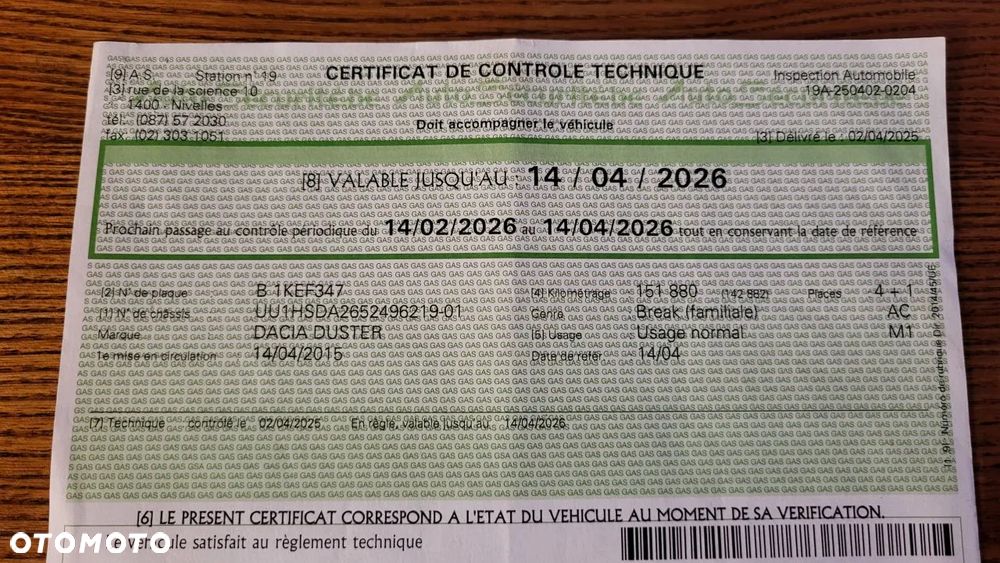 [9] A.S. Station n° 19
[3] rue de la science 10
1400 - Nivelles
tél.: (087) 57 2030
fax: (02) 303 1051
CERTIFICAT DE CONTROLE TECHNIQUE
Doit accompagner le véhicule
Inspection Automobile
19A-250402-0204
[3] Délivré le : 02/04/2025
[8] VALABLE JUSQU'AU 14 / 04 / 2026
Prochain passage au contrôle périodique du 14/02/2026 au 14/04/2026 tout en conservant la date de référence
[2] N° de plaque B 1KEF347 [4] Kilométrage 151 880 (142 882) Places 4 + 1
[1] N° de châssis UU1HSDA2652496219-01 Genre Break (familiale) AC
Marque DACIA DUSTER [5] Usage Usage normal M1
1e mise en circulation 14/04/2015 Date de réfer 14/04
[7] Technique contrôlé le 02/04/2025 En règle, valable jusqu'au 14/04/2026
[6] LE PRESENT CERTIFICAT CORRESPOND A L'ETAT DU VEHICULE AU MOMENT DE SA VERIFICATION.
Le véhicule satisfait au règlement technique
OTOMOTO